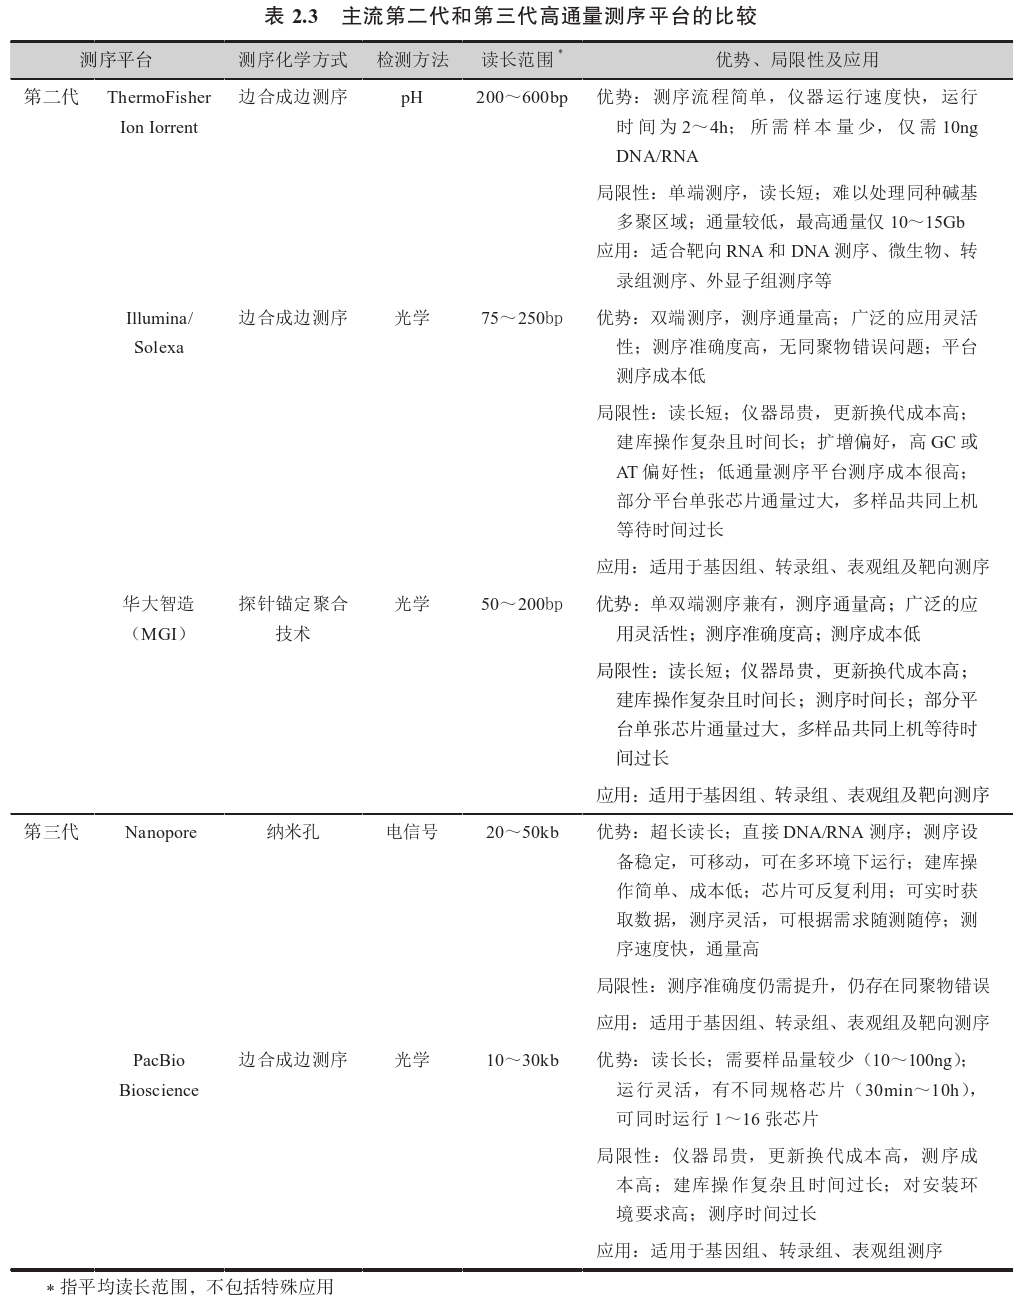 表 2.3 主流第二代和第三代高通量测序平台的比较
测序平台 测序化学方式 检测方法 读长范围* 优势、局限性及应用
第二代 ThermoFisher 边合成边测序 pH 200～600bp 优势：测序流程简单，仪器运行速度快，运行
Ion Iorrent 时间为2～4h；所需样本量少，仅需10ng
DNA/RNA
局限性：单端测序，读长短；难以处理同种碱基
多聚区域；通量较低，最高通量仅 10～15Gb
应用：适合靶向 RNA 和 DNA 测序、微生物、转
录组测序、外显子组测序等
Illumina/ 边合成边测序 光学 75～250bp 优势：双端测序，测序通量高；广泛的应用灵活
Solexa 性；测序准确度高，无同聚物错误问题；平台
测序成本低
局限性：读长短；仪器昂贵，更新换代成本高；
建库操作复杂且时间长；扩增偏好，高 GC 或
AT 偏好性；低通量测序平台测序成本很高；
部分平台单张芯片通量过大，多样品共同上机
等待时间过长
应用：适用于基因组、转录组、表观组及靶向测序
华大智造 探针锚定聚合 光学 50～200bp 优势：单双端测序兼有，测序通量高；广泛的应
（MGI） 技术 用灵活性；测序准确度高；测序成本低
局限性：读长短；仪器昂贵，更新换代成本高；
建库操作复杂且时间长；测序时间长；部分平
台单张芯片通量过大，多样品共同上机等待时
间过长
应用：适用于基因组、转录组、表观组及靶向测序
第三代 Nanopore 纳米孔 电信号 20～50kb 优势：超长读长；直接 DNA/RNA 测序；测序设
备稳定，可移动，可在多环境下运行；建库操
作简单、成本低；芯片可反复利用；可实时获
取数据，测序灵活，可根据需求随测随停；测
序速度快，通量高
局限性：测序准确度仍需提升，仍存在同聚物错误
应用：适用于基因组、转录组、表观组及靶向测序
PacBio 边合成边测序 光学 10～30kb 优势：读长长；需要样品量较少（10～100ng）；
Bioscience 运行灵活，有不同规格芯片（30min～10h），
可同时运行 1～16 张芯片
局限性：仪器昂贵，更新换代成本高，测序成
本高；建库操作复杂且时间过长；对安装环
境要求高；测序时间过长
应用：适用于基因组、转录组、表观组测序
* 指平均读长范围，不包括特殊应用